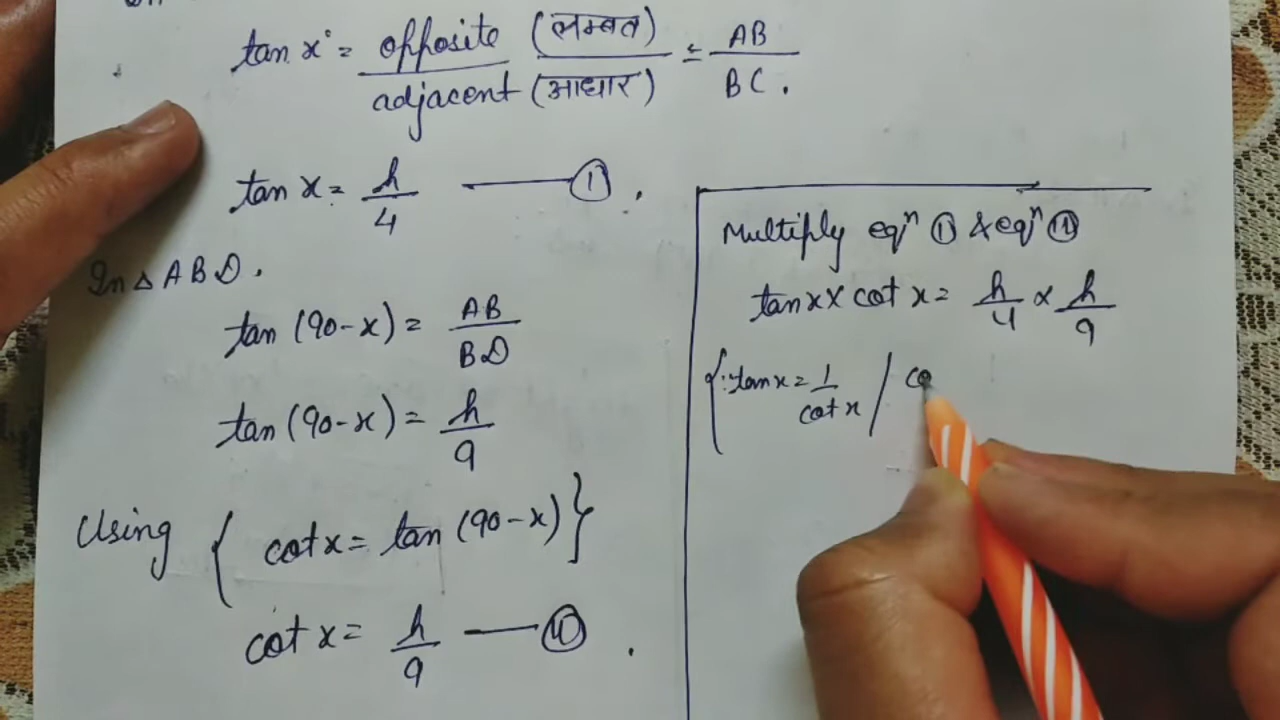 tan x° = opposite (लम्बत) / adjacent (आधार) = AB / BC.
tan x = h/4 —— ①.
In △ ABD.
tan (90-x) = AB/BD
tan (90-x) = h/9
Using { cot x = tan (90-x) }
cot x = h/9 —— ⑪.
Multiply eqⁿ ① & eqⁿ ⑪
tan x × cot x = h/4 × h/9
{ ∵ tan x = 1/cot x / co